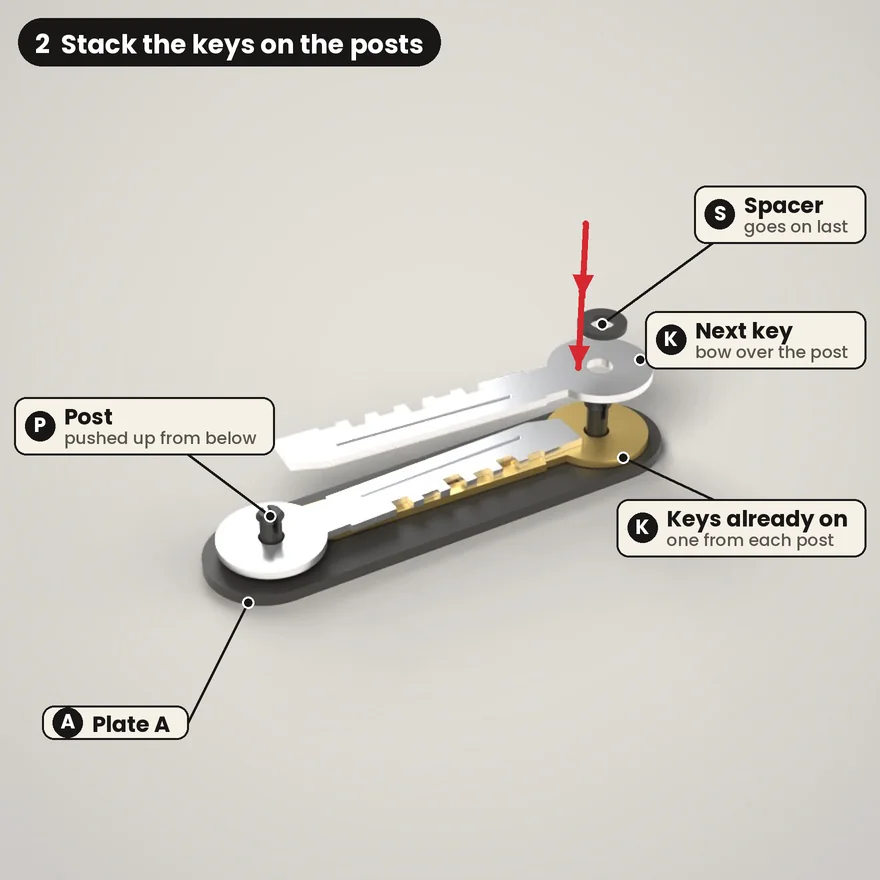 2 Stack the keys on the posts
S Spacer
goes on last
K Next key
bow over the post
P Post
pushed up from below
K Keys already on
one from each post
A Plate A